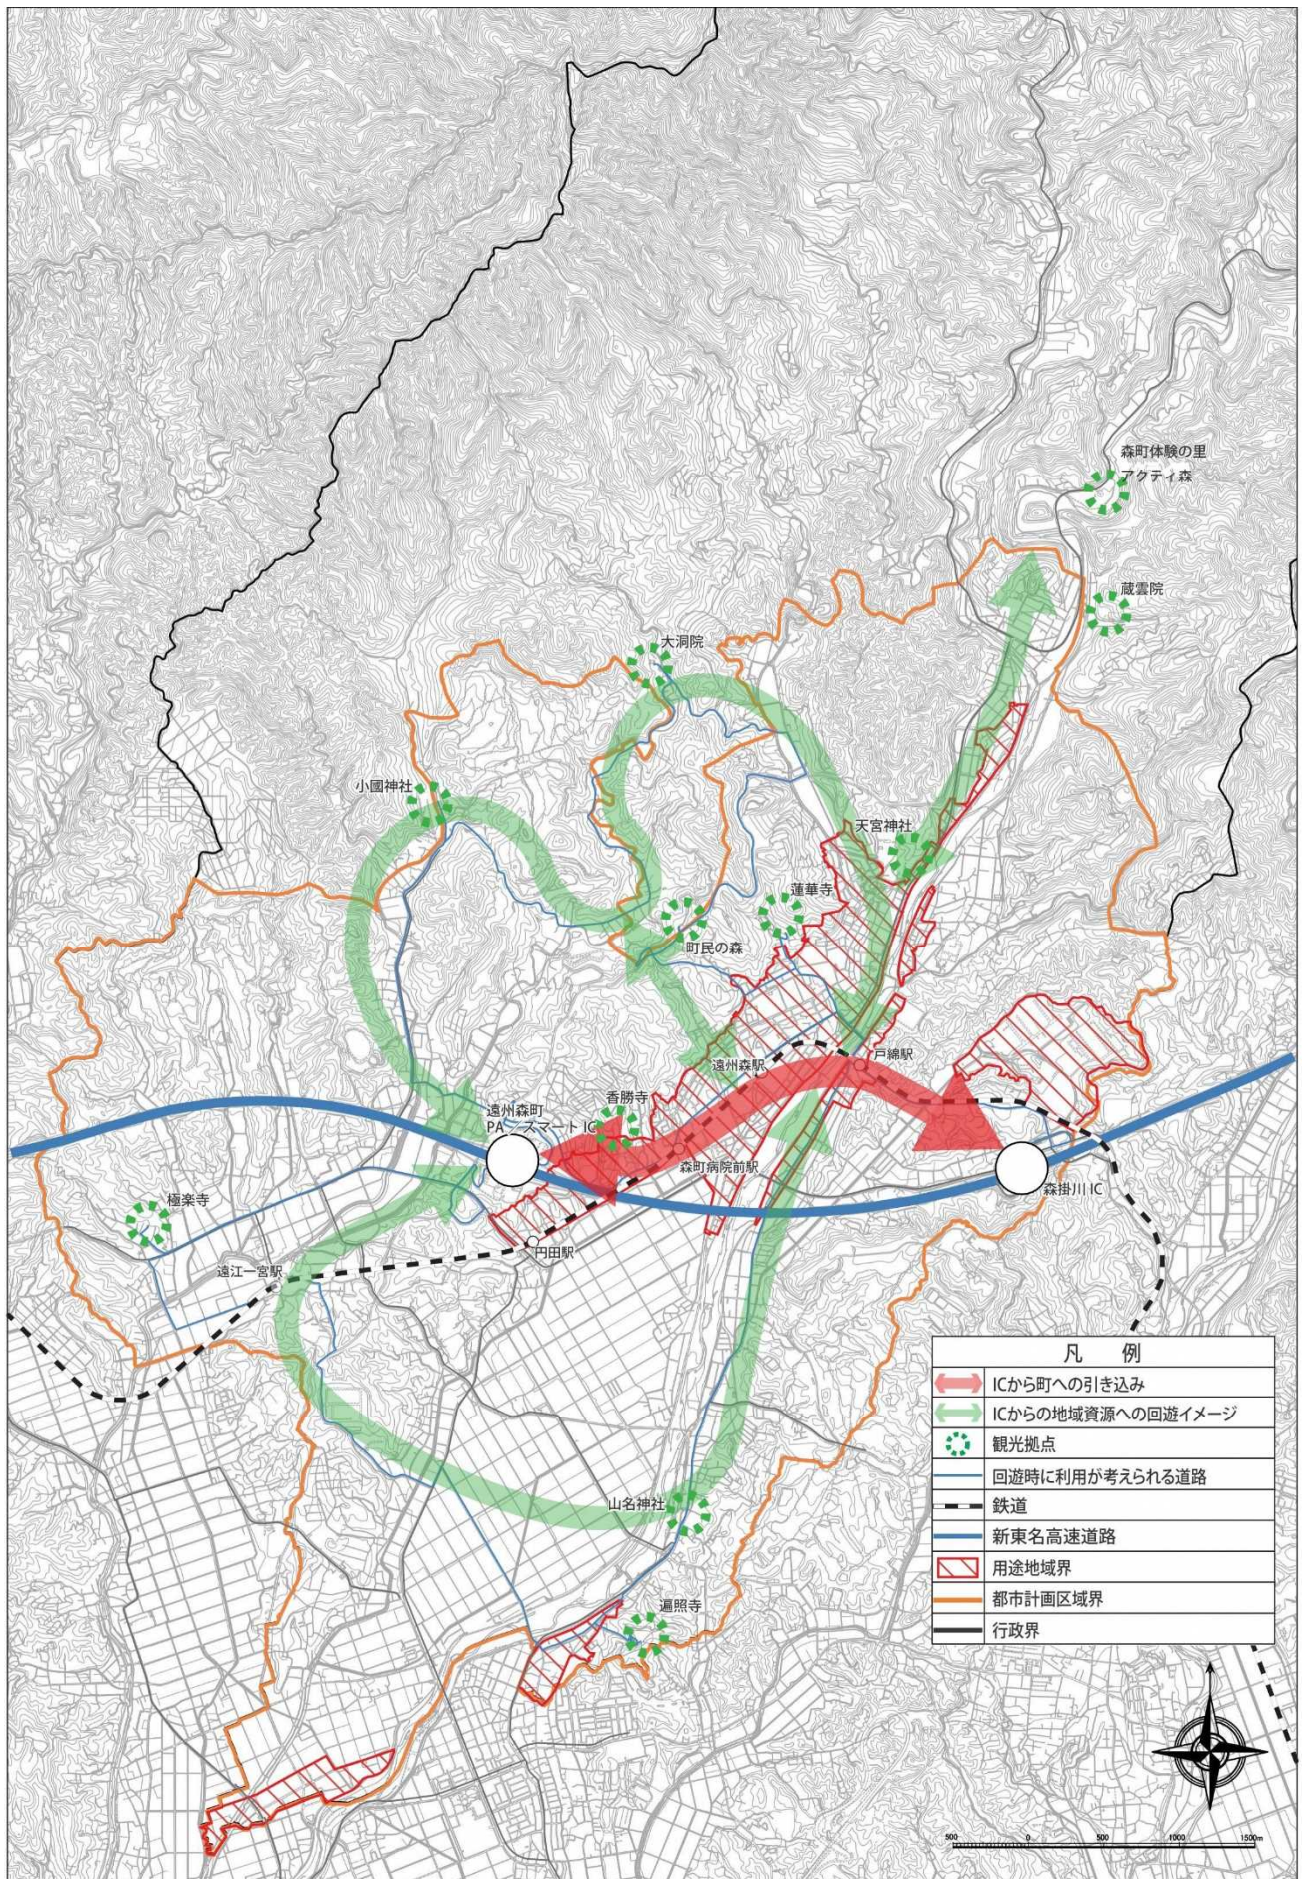 森町体験の里
アクティ森
蔵雲院
大洞院
小國神社
天宮神社
蓮華寺
町民の森
戸綿駅
遠州森駅
香勝寺
遠州森町
PA スマート IC
森町病院前駅
森掛川 IC
極楽寺
円田駅
遠江一宮駅
山名神社
遍照寺
凡 例
ICから町への引き込み
ICからの地域資源への回遊イメージ
観光拠点
回遊時に利用が考えられる道路
鉄道
新東名高速道路
用途地域界
都市計画区域界
行政界
500 0 500 1000 1500m